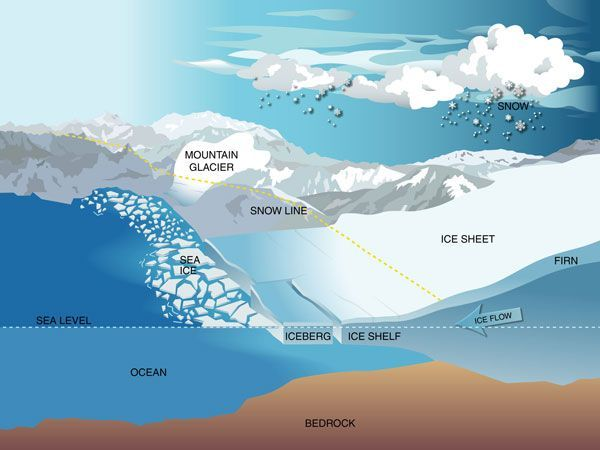 SNOW
MOUNTAIN
GLACIER
SNOW LINE
ICE SHEET
FIRN
SEA
ICE
SEA LEVEL
ICE FLOW
ICEBERG
ICE SHELF
OCEAN
BEDROCK